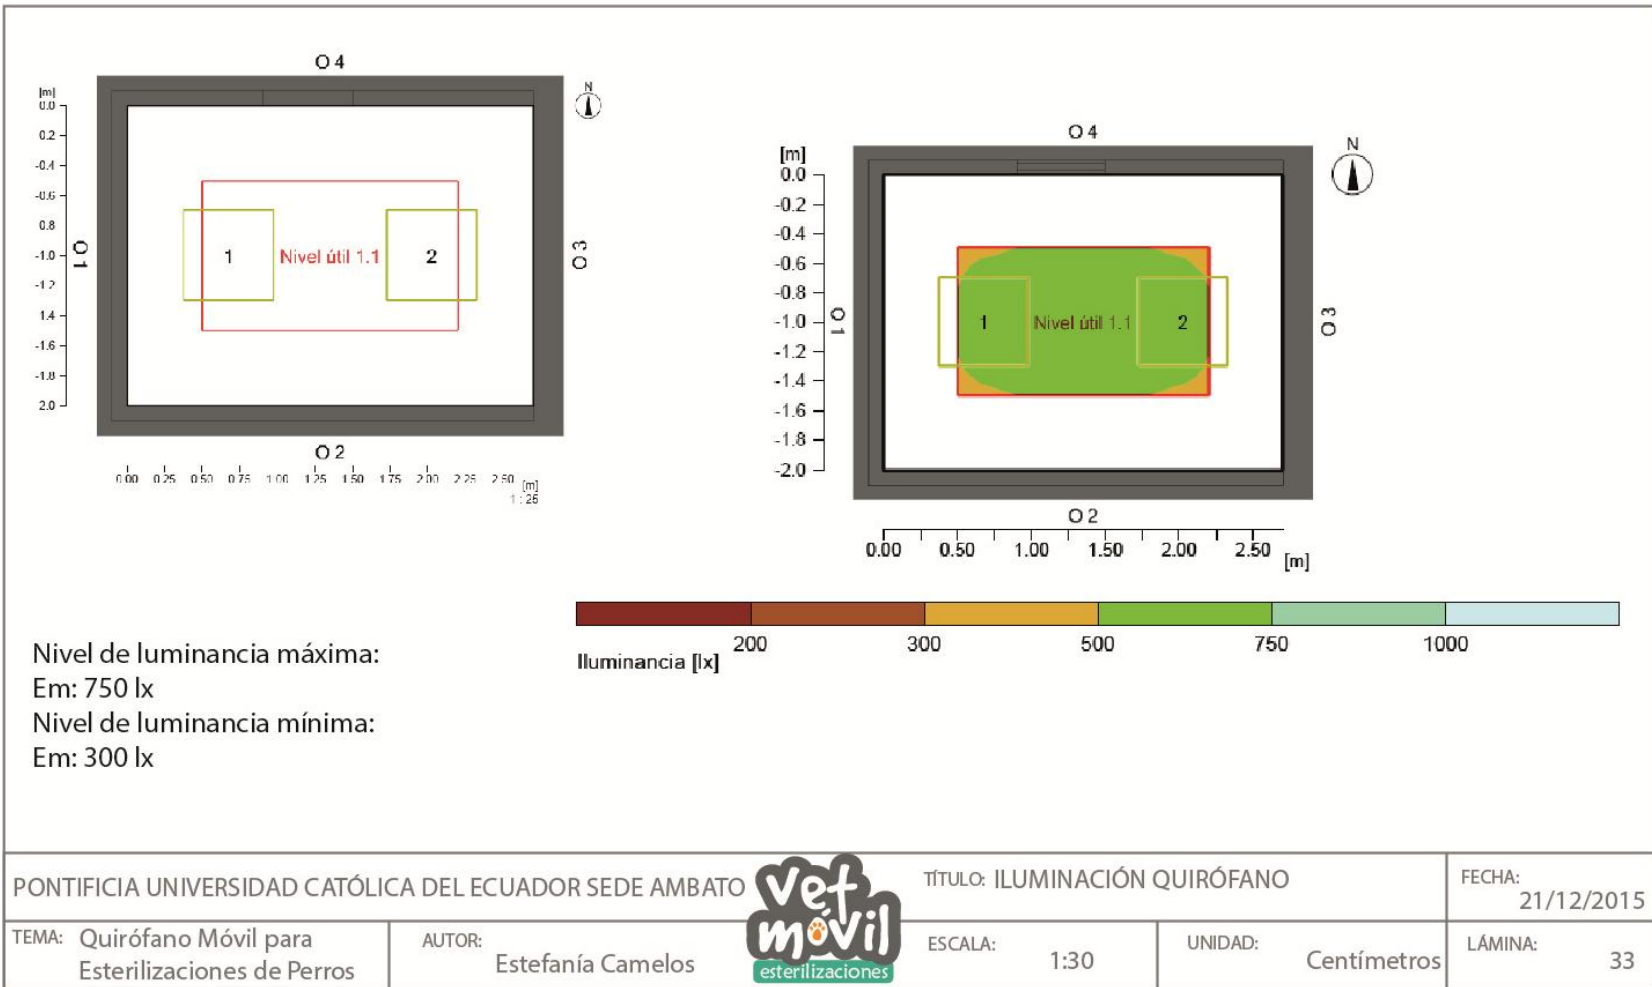 O 4
N
[m]
0.0
0.2
-0.4
-0.6
0.8
-1.0
-1.2
1.4
-1.6
-1.8
2.0
O 1
1
Nivel útil 1.1
2
O 3
O 2
0.00 0.25 0.50 0.75 1.00 1.25 1.50 1.75 2.00 2.25 2.50 [m]
1 : 25
O 4
N
[m]
0.0
-0.2
-0.4
-0.6
-0.8
-1.0
-1.2
-1.4
-1.6
-1.8
-2.0
O 1
1
Nivel útil 1.1
2
O 3
O 2
0.00 0.50 1.00 1.50 2.00 2.50 [m]
200 300 500 750 1000
Iluminancia [lx]
Nivel de luminancia máxima:
Em: 750 lx
Nivel de luminancia mínima:
Em: 300 lx
PONTIFICIA UNIVERSIDAD CATÓLICA DEL ECUADOR SEDE AMBATO
vet
móvil
esterilizaciones
TÍTULO: ILUMINACIÓN QUIRÓFANO
FECHA:
21/12/2015
TEMA: Quirófano Móvil para
Esterilizaciones de Perros
AUTOR:
Estefanía Camelos
ESCALA:
1:30
UNIDAD:
Centímetros
LÁMINA:
33